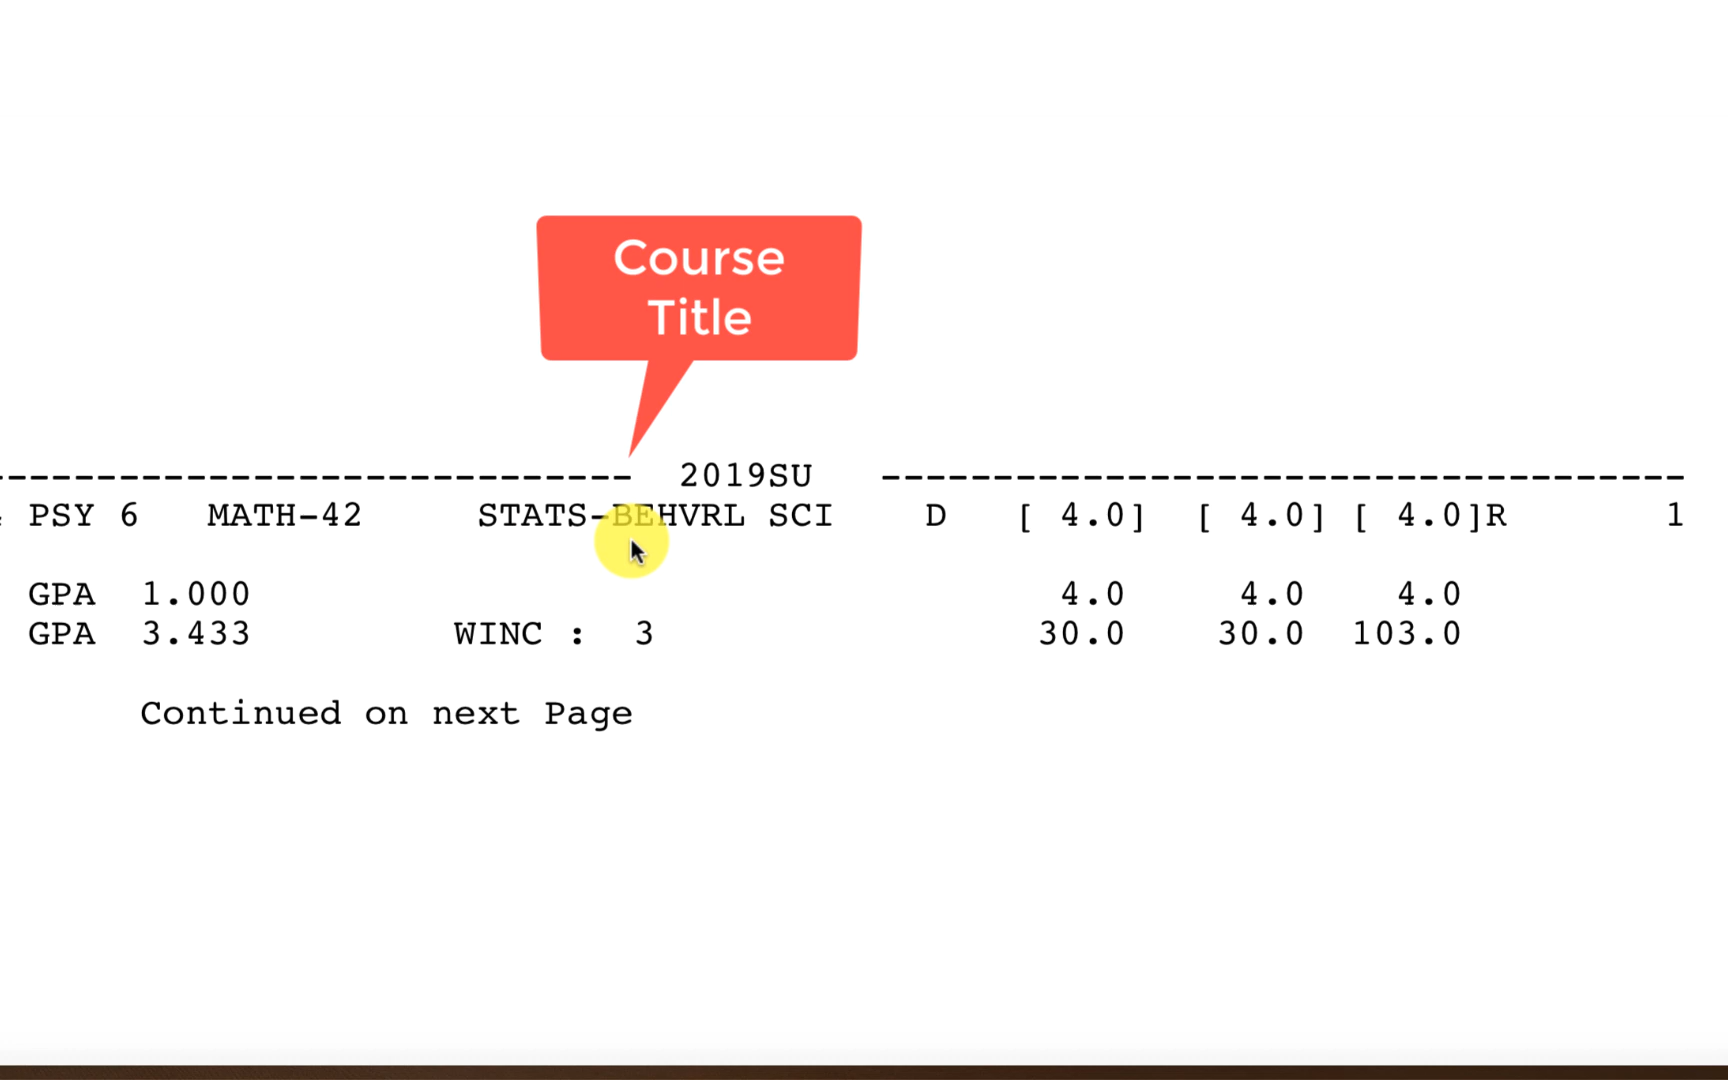 Course
Title
-----------------------------  2019SU  ------------------------------------
PSY 6   MATH-42     STATS-BEHVRL SCI    D   [ 4.0]  [ 4.0] [ 4.0]R       1
GPA  1.000                                    4.0     4.0    4.0
GPA  3.433         WINC :  3                 30.0    30.0  103.0
Continued on next Page